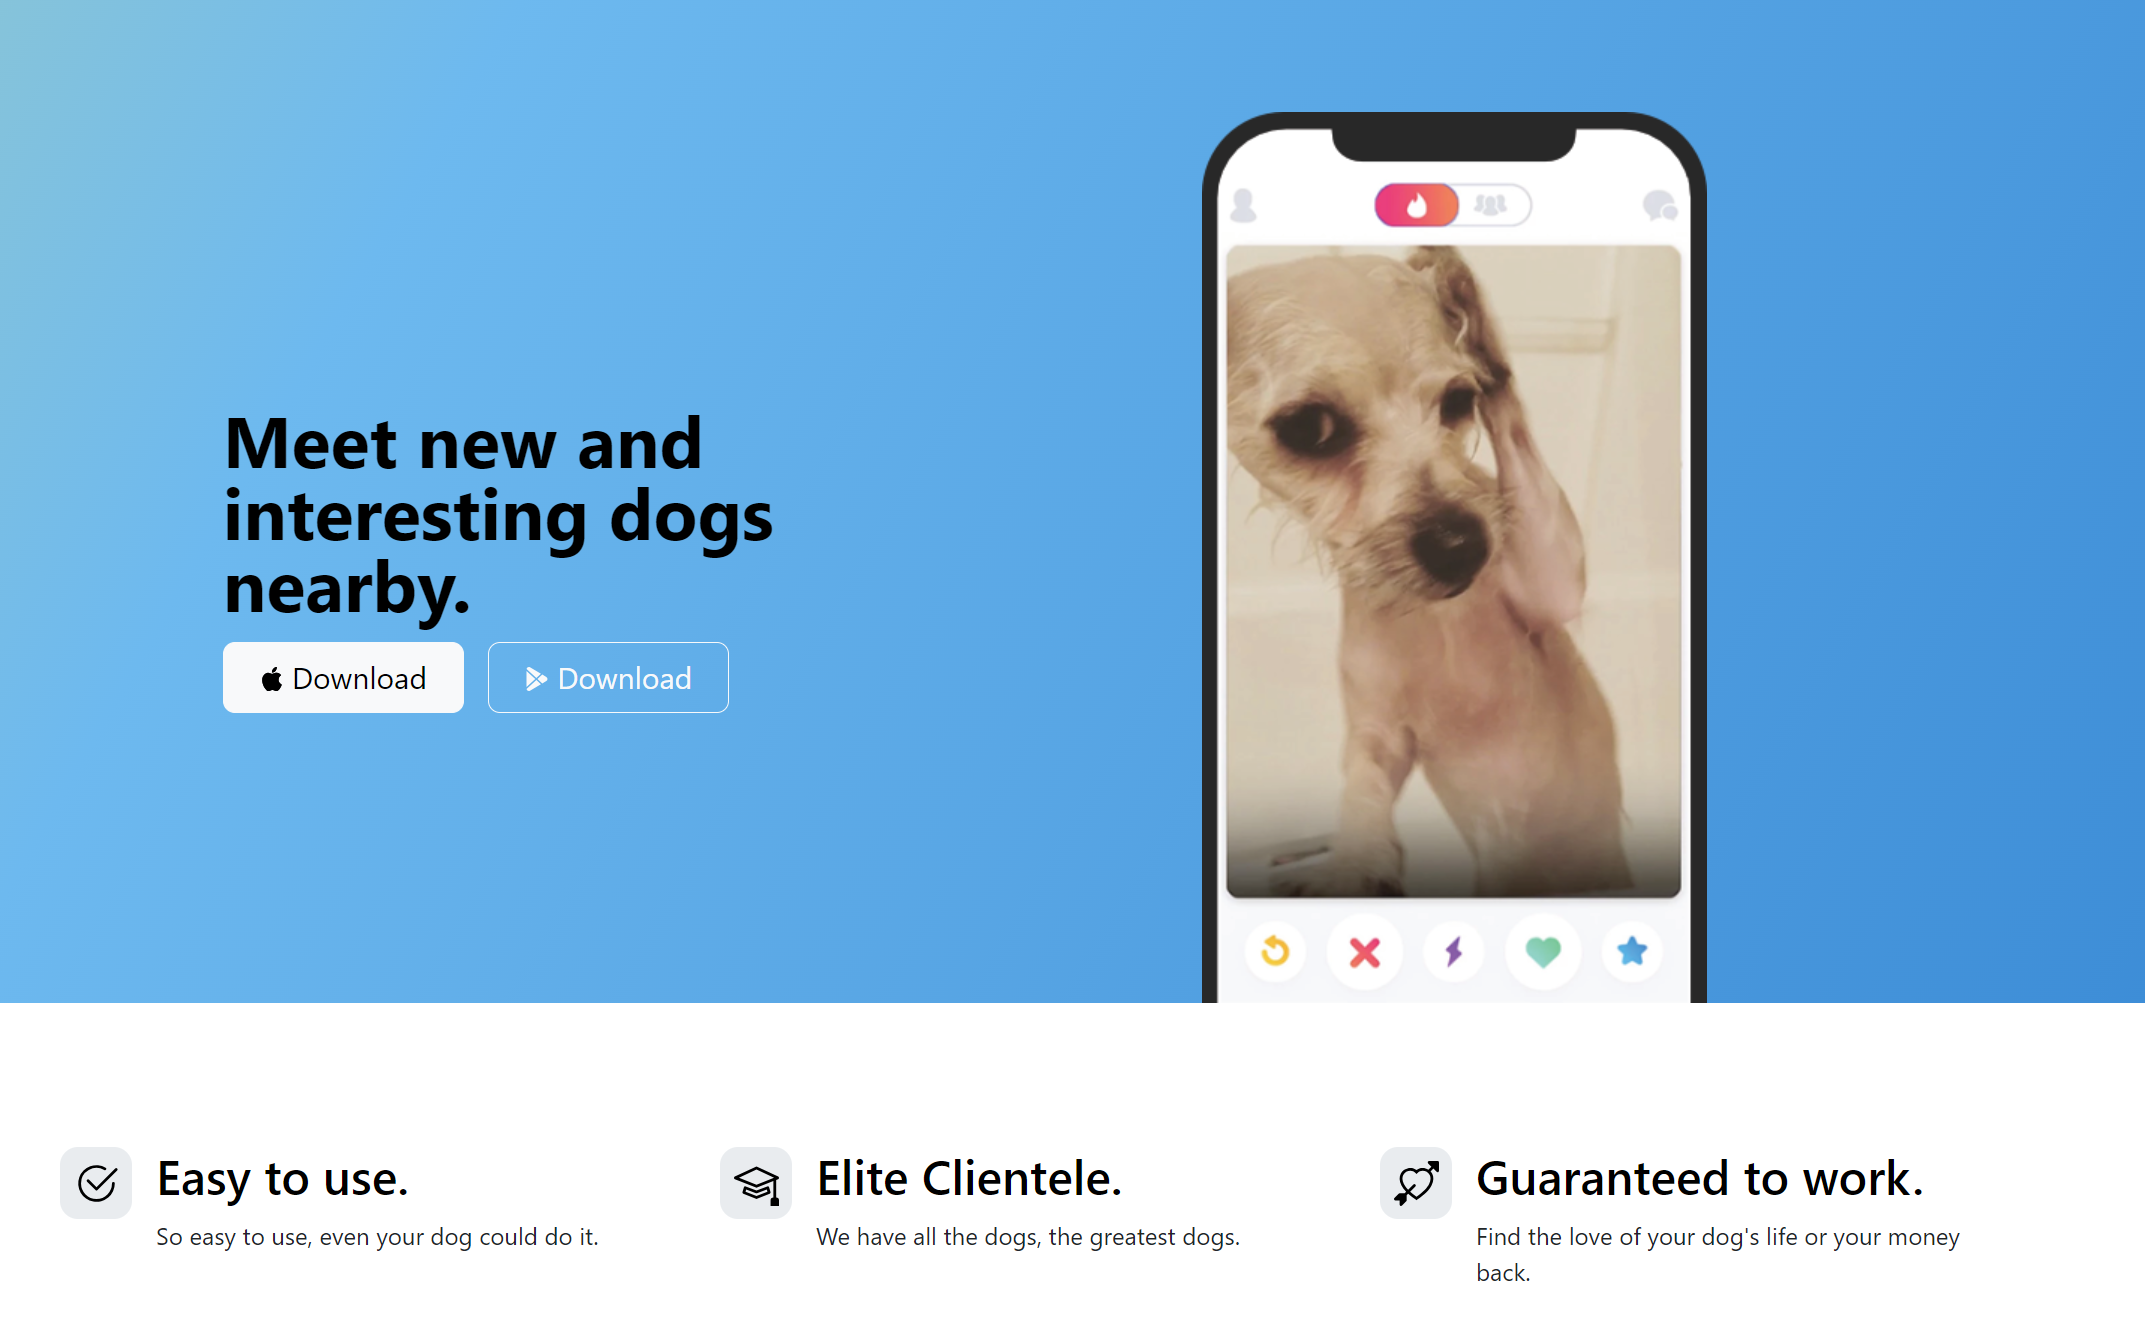 Meet new and
interesting dogs
nearby.
Download
Download
Easy to use.
So easy to use, even your dog could do it.
Elite Clientele.
We have all the dogs, the greatest dogs.
Guaranteed to work.
Find the love of your dog's life or your money
back.